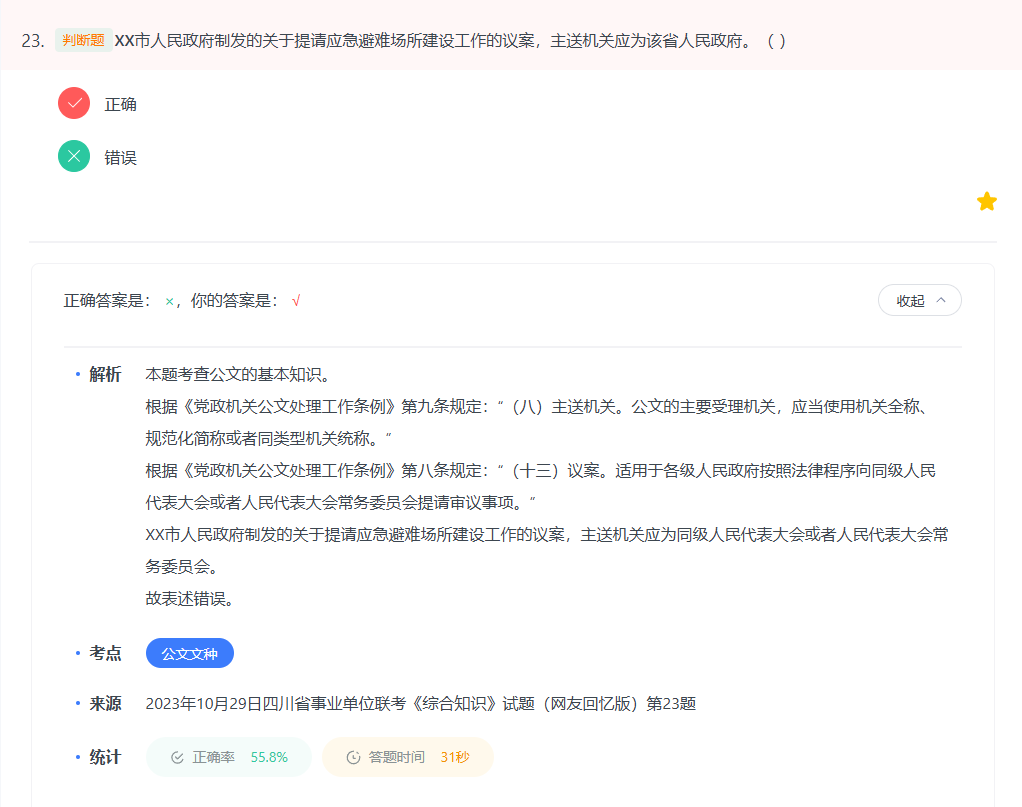 23. 判断题 XX市人民政府制发的关于提请应急避难场所建设工作的议案，主送机关应为该省人民政府。（ ）
正确
错误
正确答案是： ×，你的答案是： √
收起
解析 本题考查公文的基本知识。
根据《党政机关公文处理工作条例》第九条规定：“（八）主送机关。公文的主要受理机关，应当使用机关全称、
规范化简称或者同类型机关统称。”
根据《党政机关公文处理工作条例》第八条规定：“（十三）议案。适用于各级人民政府按照法律程序向同级人民
代表大会或者人民代表大会常务委员会提请审议事项。”
XX市人民政府制发的关于提请应急避难场所建设工作的议案，主送机关应为同级人民代表大会或者人民代表大会常
务委员会。
故表述错误。
考点 公文文种
来源 2023年10月29日四川省事业单位联考《综合知识》试题（网友回忆版）第23题
统计 正确率 55.8% 答题时间 31秒